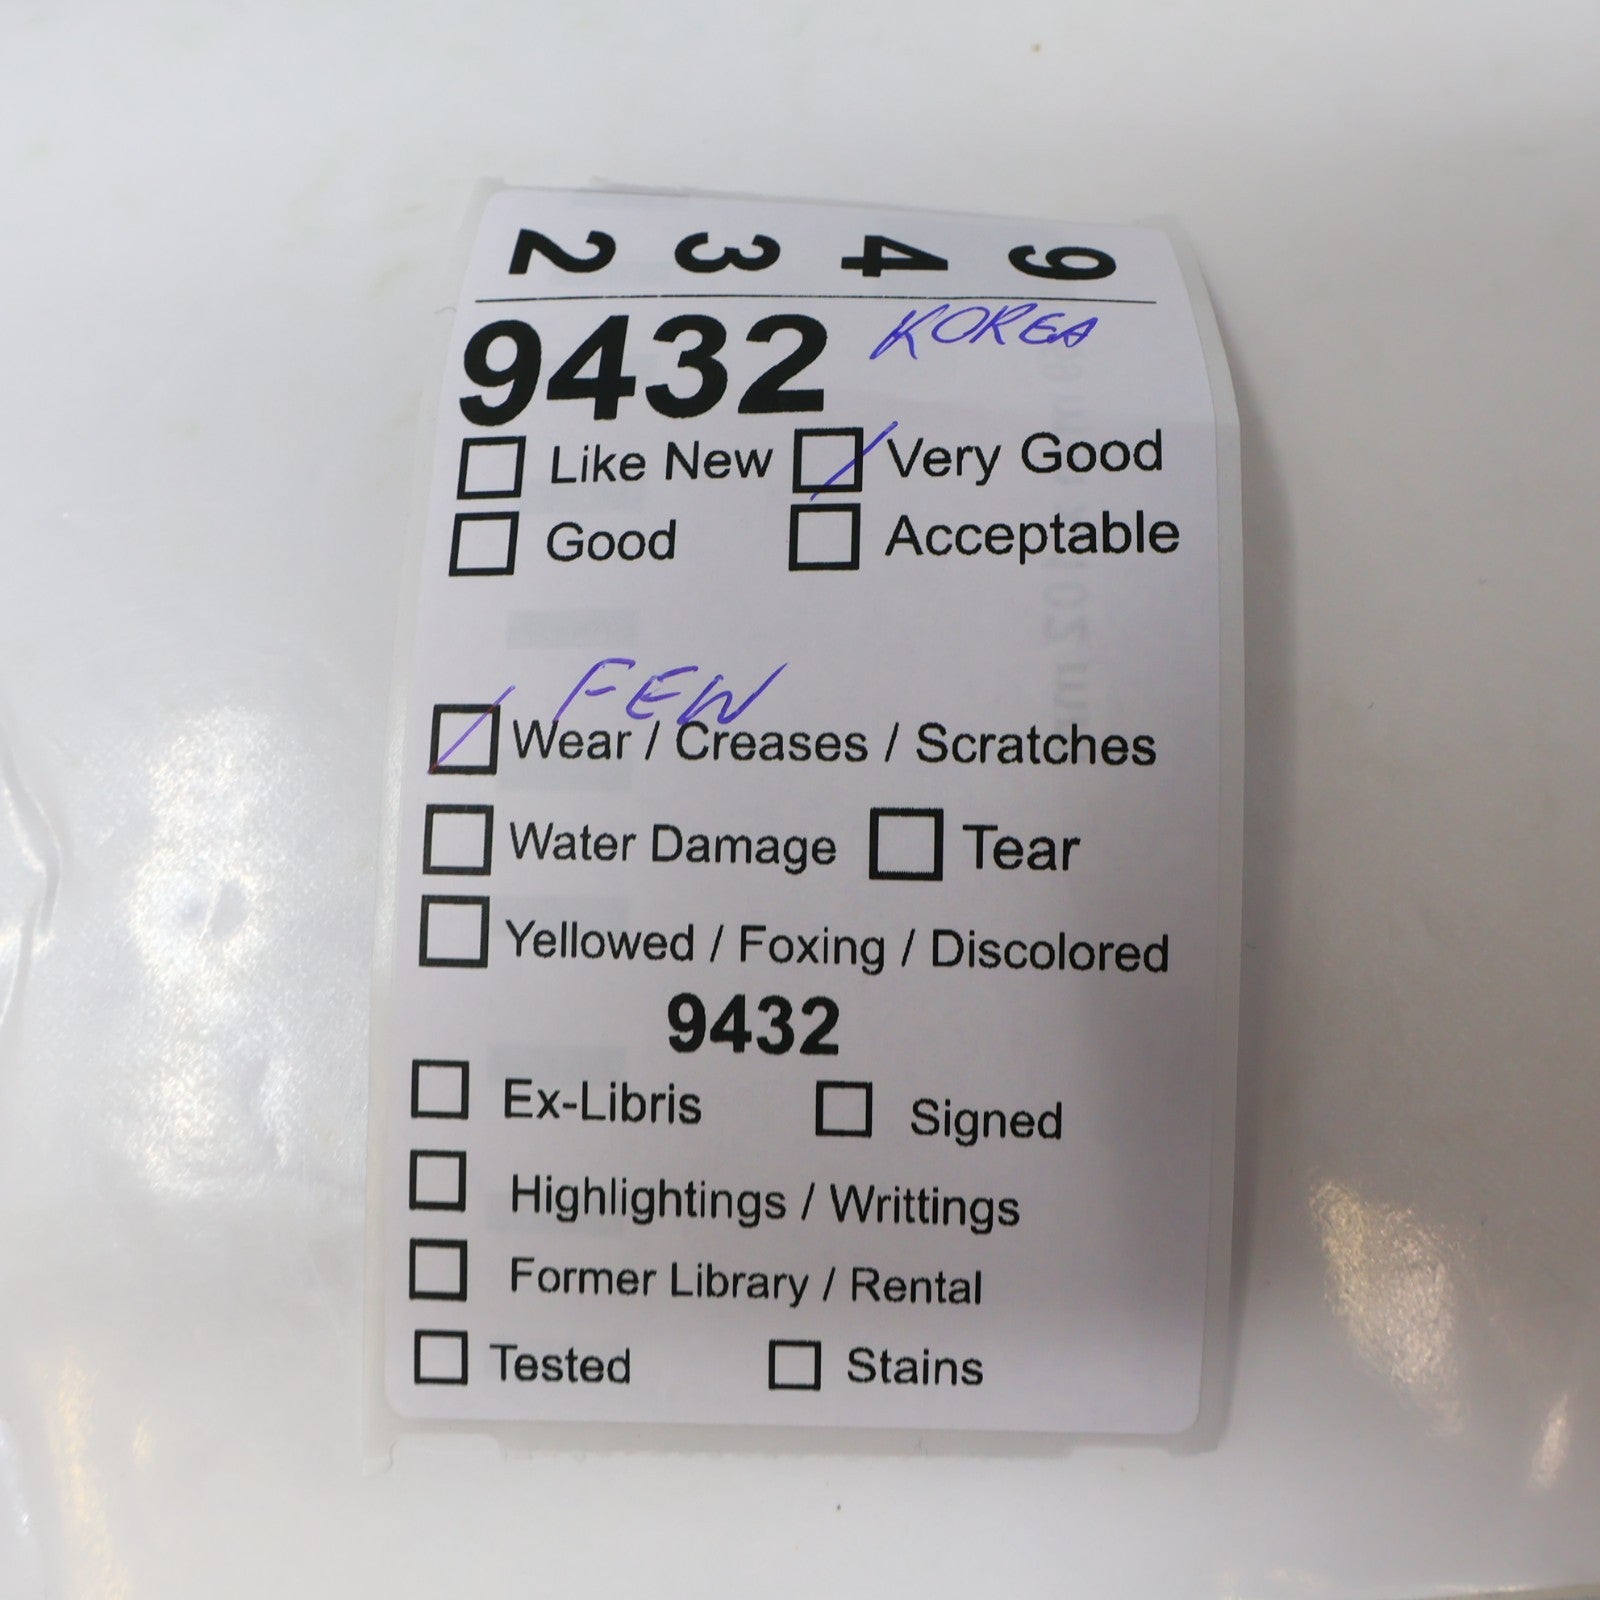 2 3 4 9
9432 KOREA
Like New Very Good
Good Acceptable
FEW
Wear / Creases / Scratches
Water Damage Tear
Yellowed / Foxing / Discolored
9432
Ex-Libris Signed
Highlightings / Writtings
Former Library / Rental
Tested Stains